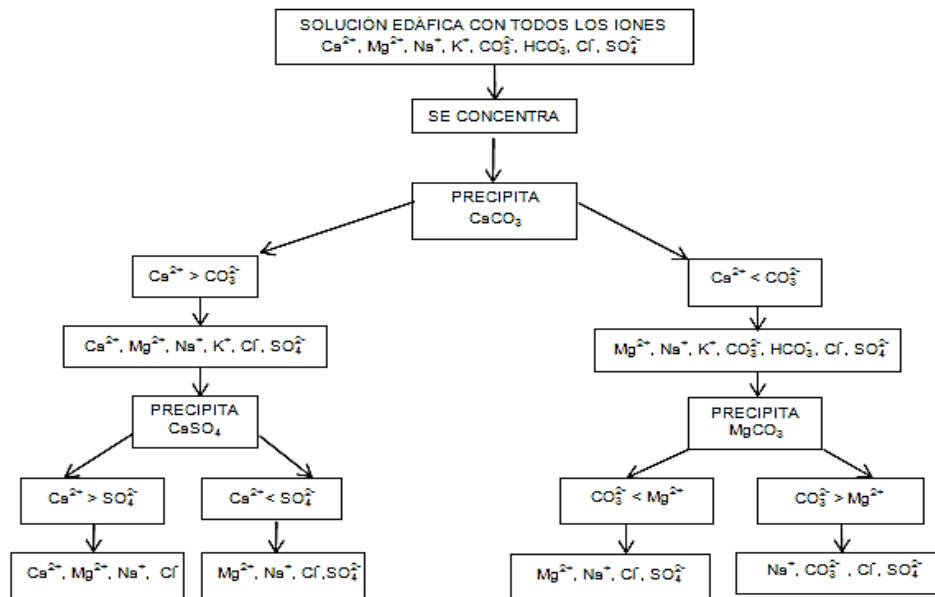 SOLUCIÓN EDÁFICA CON TODOS LOS IONES
Ca²⁺, Mg²⁺, Na⁺, K⁺, CO₃²⁻, HCO₃⁻, Cl⁻, SO₄²⁻
SE CONCENTRA
PRECIPITA
CaCO₃
Ca²⁺ > CO₃²⁻
Ca²⁺ < CO₃²⁻
Ca²⁺, Mg²⁺, Na⁺, K⁺, Cl⁻, SO₄²⁻
Mg²⁺, Na⁺, K⁺, CO₃²⁻, HCO₃⁻, Cl⁻, SO₄²⁻
PRECIPITA
CaSO₄
PRECIPITA
MgCO₃
Ca²⁺ > SO₄²⁻
Ca²⁺ < SO₄²⁻
CO₃²⁻ < Mg²⁺
CO₃²⁻ > Mg²⁺
Ca²⁺, Mg²⁺, Na⁺, Cl⁻
Mg²⁺, Na⁺, Cl⁻, SO₄²⁻
Mg²⁺, Na⁺, Cl⁻, SO₄²⁻
Na⁺, CO₃²⁻, Cl⁻, SO₄²⁻